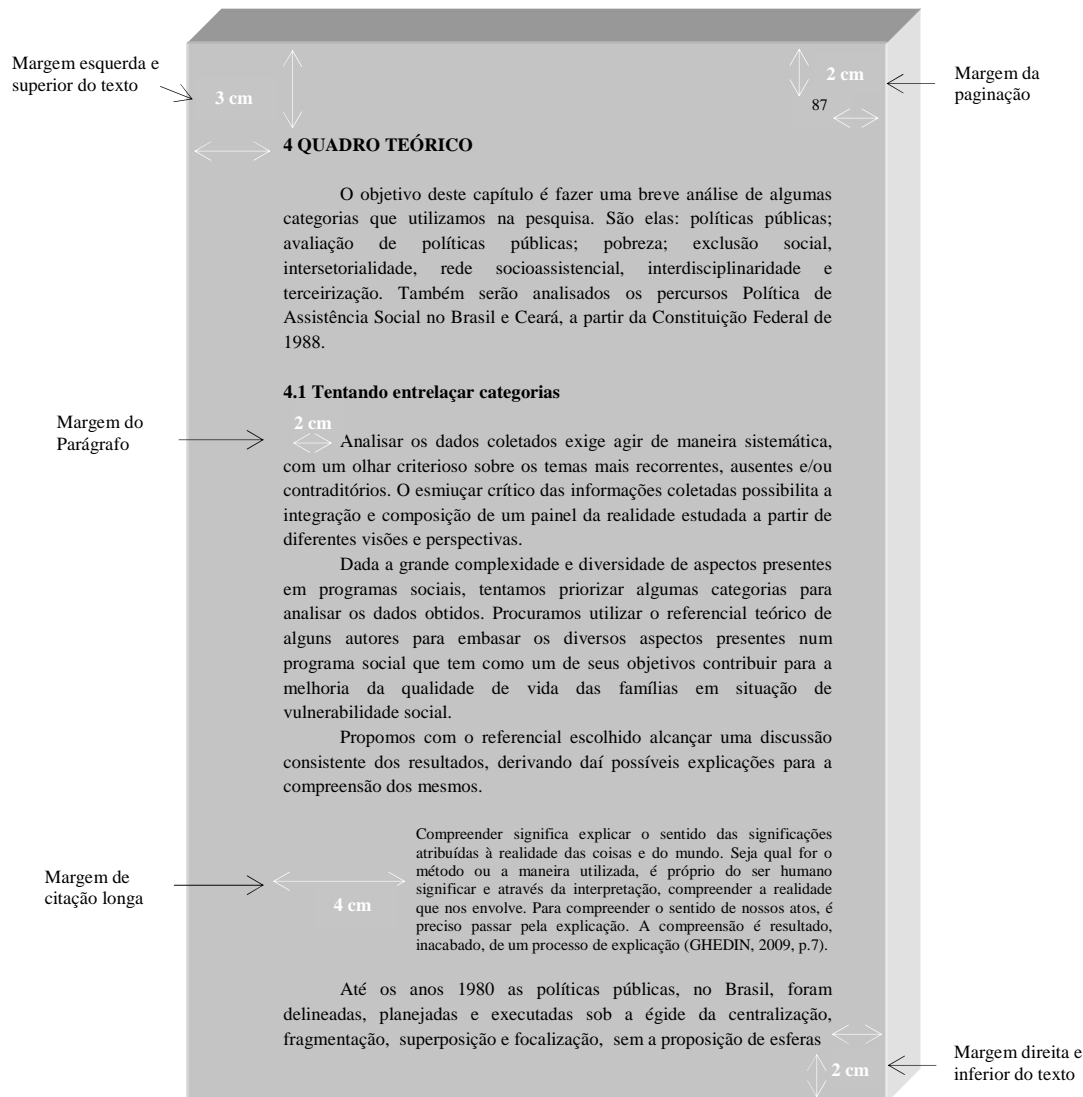 Margem esquerda e
superior do texto
3 cm
2 cm
Margem da
paginação
87
4 QUADRO TEÓRICO
O objetivo deste capítulo é fazer uma breve análise de algumas
categorias que utilizamos na pesquisa. São elas: políticas públicas;
avaliação de políticas públicas; pobreza; exclusão social,
intersetorialidade, rede socioassistencial, interdisciplinaridade e
terceirização. Também serão analisados os percursos Política de
Assistência Social no Brasil e Ceará, a partir da Constituição Federal de
1988.
4.1 Tentando entrelaçar categorias
Margem do
Parágrafo
2 cm
Analisar os dados coletados exige agir de maneira sistemática,
com um olhar criterioso sobre os temas mais recorrentes, ausentes e/ou
contraditórios. O esmiuçar crítico das informações coletadas possibilita a
integração e composição de um painel da realidade estudada a partir de
diferentes visões e perspectivas.
Dada a grande complexidade e diversidade de aspectos presentes
em programas sociais, tentamos priorizar algumas categorias para
analisar os dados obtidos. Procuramos utilizar o referencial teórico de
alguns autores para embasar os diversos aspectos presentes num
programa social que tem como um de seus objetivos contribuir para a
melhoria da qualidade de vida das famílias em situação de
vulnerabilidade social.
Propomos com o referencial escolhido alcançar uma discussão
consistente dos resultados, derivando daí possíveis explicações para a
compreensão dos mesmos.
Margem de
citação longa
4 cm
Compreender significa explicar o sentido das significações
atribuídas à realidade das coisas e do mundo. Seja qual for o
método ou a maneira utilizada, é próprio do ser humano
significar e através da interpretação, compreender a realidade
que nos envolve. Para compreender o sentido de nossos atos, é
preciso passar pela explicação. A compreensão é resultado,
inacabado, de um processo de explicação (GHEDIN, 2009, p.7).
Até os anos 1980 as políticas públicas, no Brasil, foram
delineadas, planejadas e executadas sob a égide da centralização,
fragmentação, superposição e focalização, sem a proposição de esferas
2 cm
Margem direita e
inferior do texto